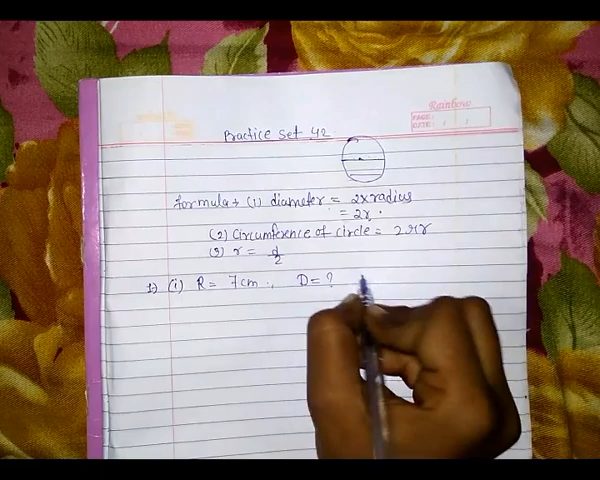 Rainbow
PAGE:
DATE: / /
Practice Set 42
Formula → (1) diameter = 2x radius
= 2r.
(2) Circumference of circle = 2πr
(3) r = d/2
1) (i) R = 7cm., D = ?